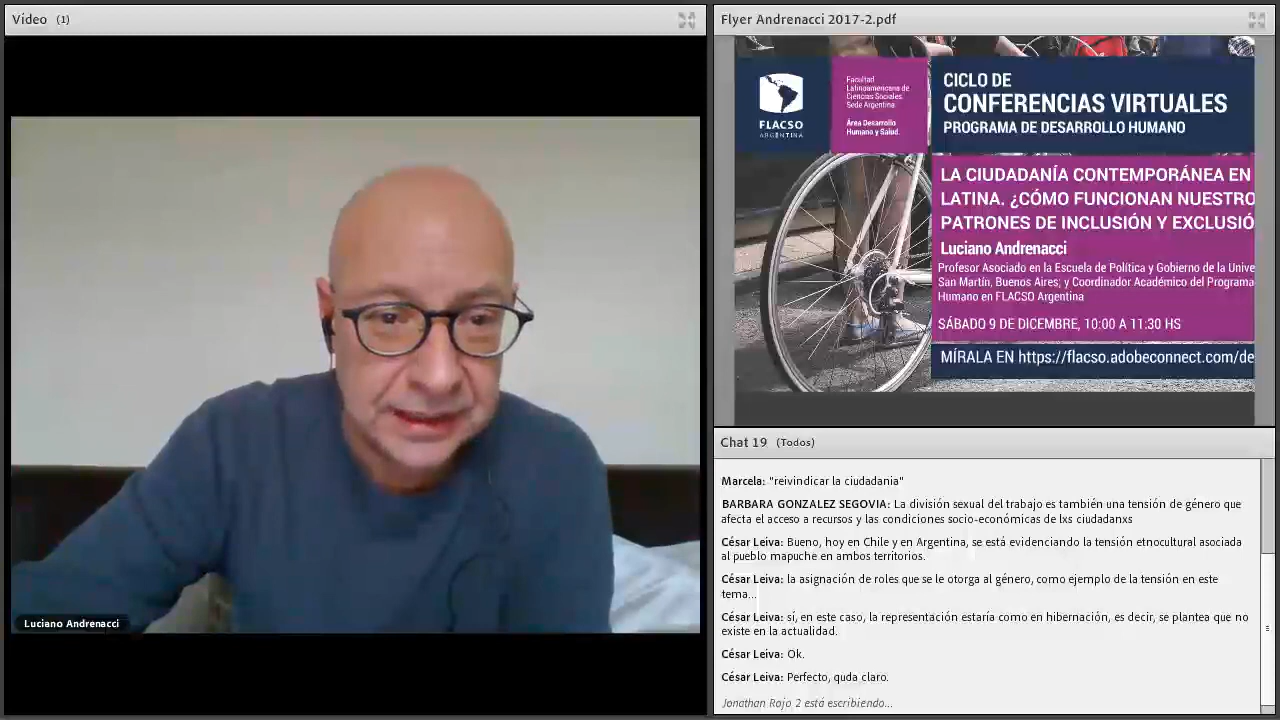 Vídeo (1)
Luciano Andrenacci
Flyer Andrenacci 2017-2.pdf
FLACSO
ARGENTINA
Facultad
Latinoamericana de
Ciencias Sociales.
Sede Argentina
Área Desarrollo
Humano y Salud.
CICLO DE
CONFERENCIAS VIRTUALES
PROGRAMA DE DESARROLLO HUMANO
LA CIUDADANÍA CONTEMPORÁNEA EN
LATINA. ¿CÓMO FUNCIONAN NUESTRO
PATRONES DE INCLUSIÓN Y EXCLUSIÓ
Luciano Andrenacci
Profesor Asociado en la Escuela de Política y Gobierno de la Unive
San Martín, Buenos Aires; y Coordinador Académico del Programa
Humano en FLACSO Argentina
SÁBADO 9 DE DICEMBRE, 10:00 A 11:30 HS
MÍRALA EN https://flacso.adobeconnect.com/de
Chat 19 (Todos)
Marcela: "reivindicar la ciudadania"
BARBARA GONZALEZ SEGOVIA: La división sexual del trabajo es también una tensión de género que
afecta el acceso a recursos y las condiciones socio-económicas de lxs ciudadanxs
César Leiva: Bueno, hoy en Chile y en Argentina, se está evidenciando la tensión etnocultural asociada
al pueblo mapuche en ambos territorios.
César Leiva: la asignación de roles que se le otorga al género, como ejemplo de la tensión en este
tema...
César Leiva: sí, en este caso, la representación estaría como en hibernación, es decir, se plantea que no
existe en la actualidad.
César Leiva: Ok.
César Leiva: Perfecto, quda claro.
Jonathan Rojo 2 está escribiendo...